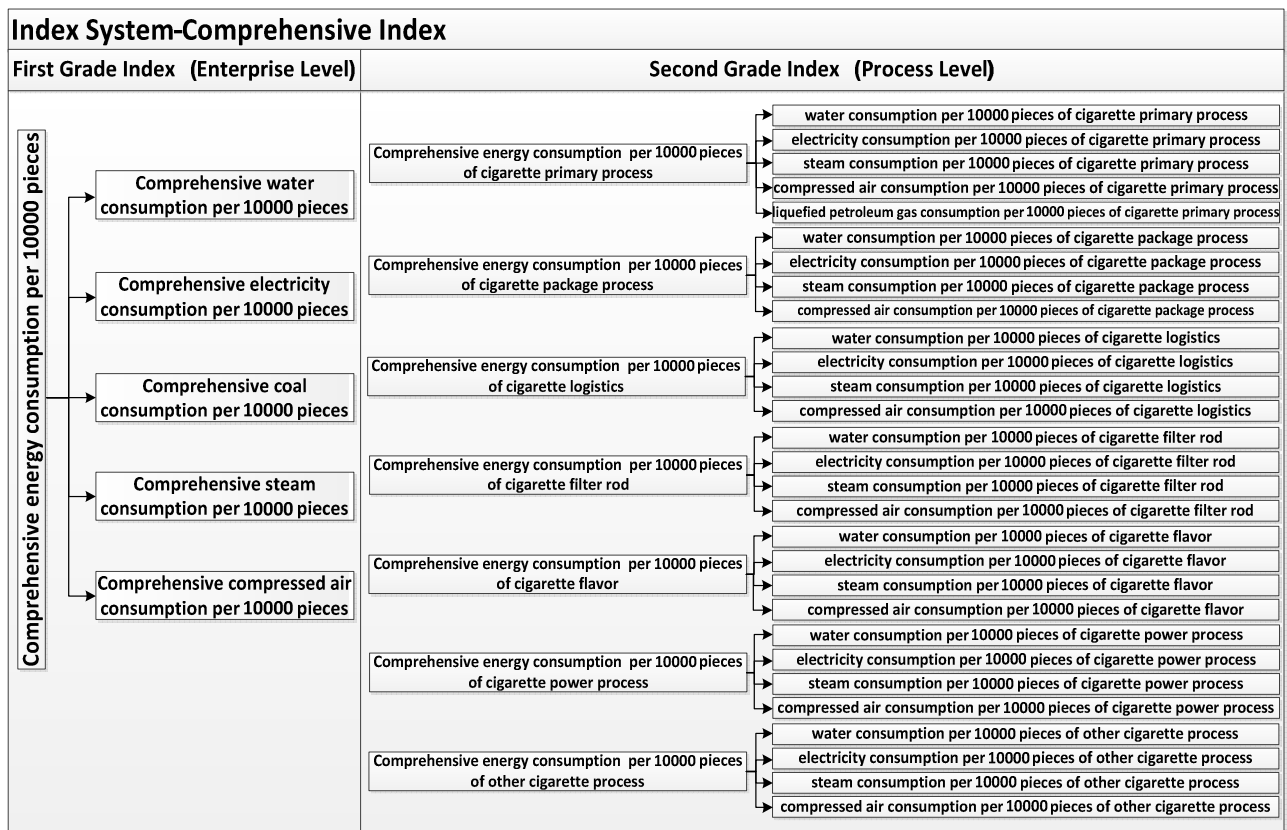 Index System-Comprehensive Index
First Grade Index (Enterprise Level)
Second Grade Index (Process Level)
Comprehensive energy consumption per 10000 pieces
Comprehensive water
consumption per 10000 pieces
Comprehensive electricity
consumption per 10000 pieces
Comprehensive coal
consumption per 10000 pieces
Comprehensive steam
consumption per 10000 pieces
Comprehensive compressed air
consumption per 10000 pieces
Comprehensive energy consumption per 10000 pieces
of cigarette primary process
water consumption per 10000 pieces of cigarette primary process
electricity consumption per 10000 pieces of cigarette primary process
steam consumption per 10000 pieces of cigarette primary process
compressed air consumption per 10000 pieces of cigarette primary process
liquefied petroleum gas consumption per 10000 pieces of cigarette primary process
Comprehensive energy consumption per 10000 pieces
of cigarette package process
water consumption per 10000 pieces of cigarette package process
electricity consumption per 10000 pieces of cigarette package process
steam consumption per 10000 pieces of cigarette package process
compressed air consumption per 10000 pieces of cigarette package process
Comprehensive energy consumption per 10000 pieces
of cigarette logistics
water consumption per 10000 pieces of cigarette logistics
electricity consumption per 10000 pieces of cigarette logistics
steam consumption per 10000 pieces of cigarette logistics
compressed air consumption per 10000 pieces of cigarette logistics
Comprehensive energy consumption per 10000 pieces
of cigarette filter rod
water consumption per 10000 pieces of cigarette filter rod
electricity consumption per 10000 pieces of cigarette filter rod
steam consumption per 10000 pieces of cigarette filter rod
compressed air consumption per 10000 pieces of cigarette filter rod
Comprehensive energy consumption per 10000 pieces
of cigarette flavor
water consumption per 10000 pieces of cigarette flavor
electricity consumption per 10000 pieces of cigarette flavor
steam consumption per 10000 pieces of cigarette flavor
compressed air consumption per 10000 pieces of cigarette flavor
Comprehensive energy consumption per 10000 pieces
of cigarette power process
water consumption per 10000 pieces of cigarette power process
electricity consumption per 10000 pieces of cigarette power process
steam consumption per 10000 pieces of cigarette power process
compressed air consumption per 10000 pieces of cigarette power process
Comprehensive energy consumption per 10000 pieces
of other cigarette process
water consumption per 10000 pieces of other cigarette process
electricity consumption per 10000 pieces of other cigarette process
steam consumption per 10000 pieces of other cigarette process
compressed air consumption per 10000 pieces of other cigarette process